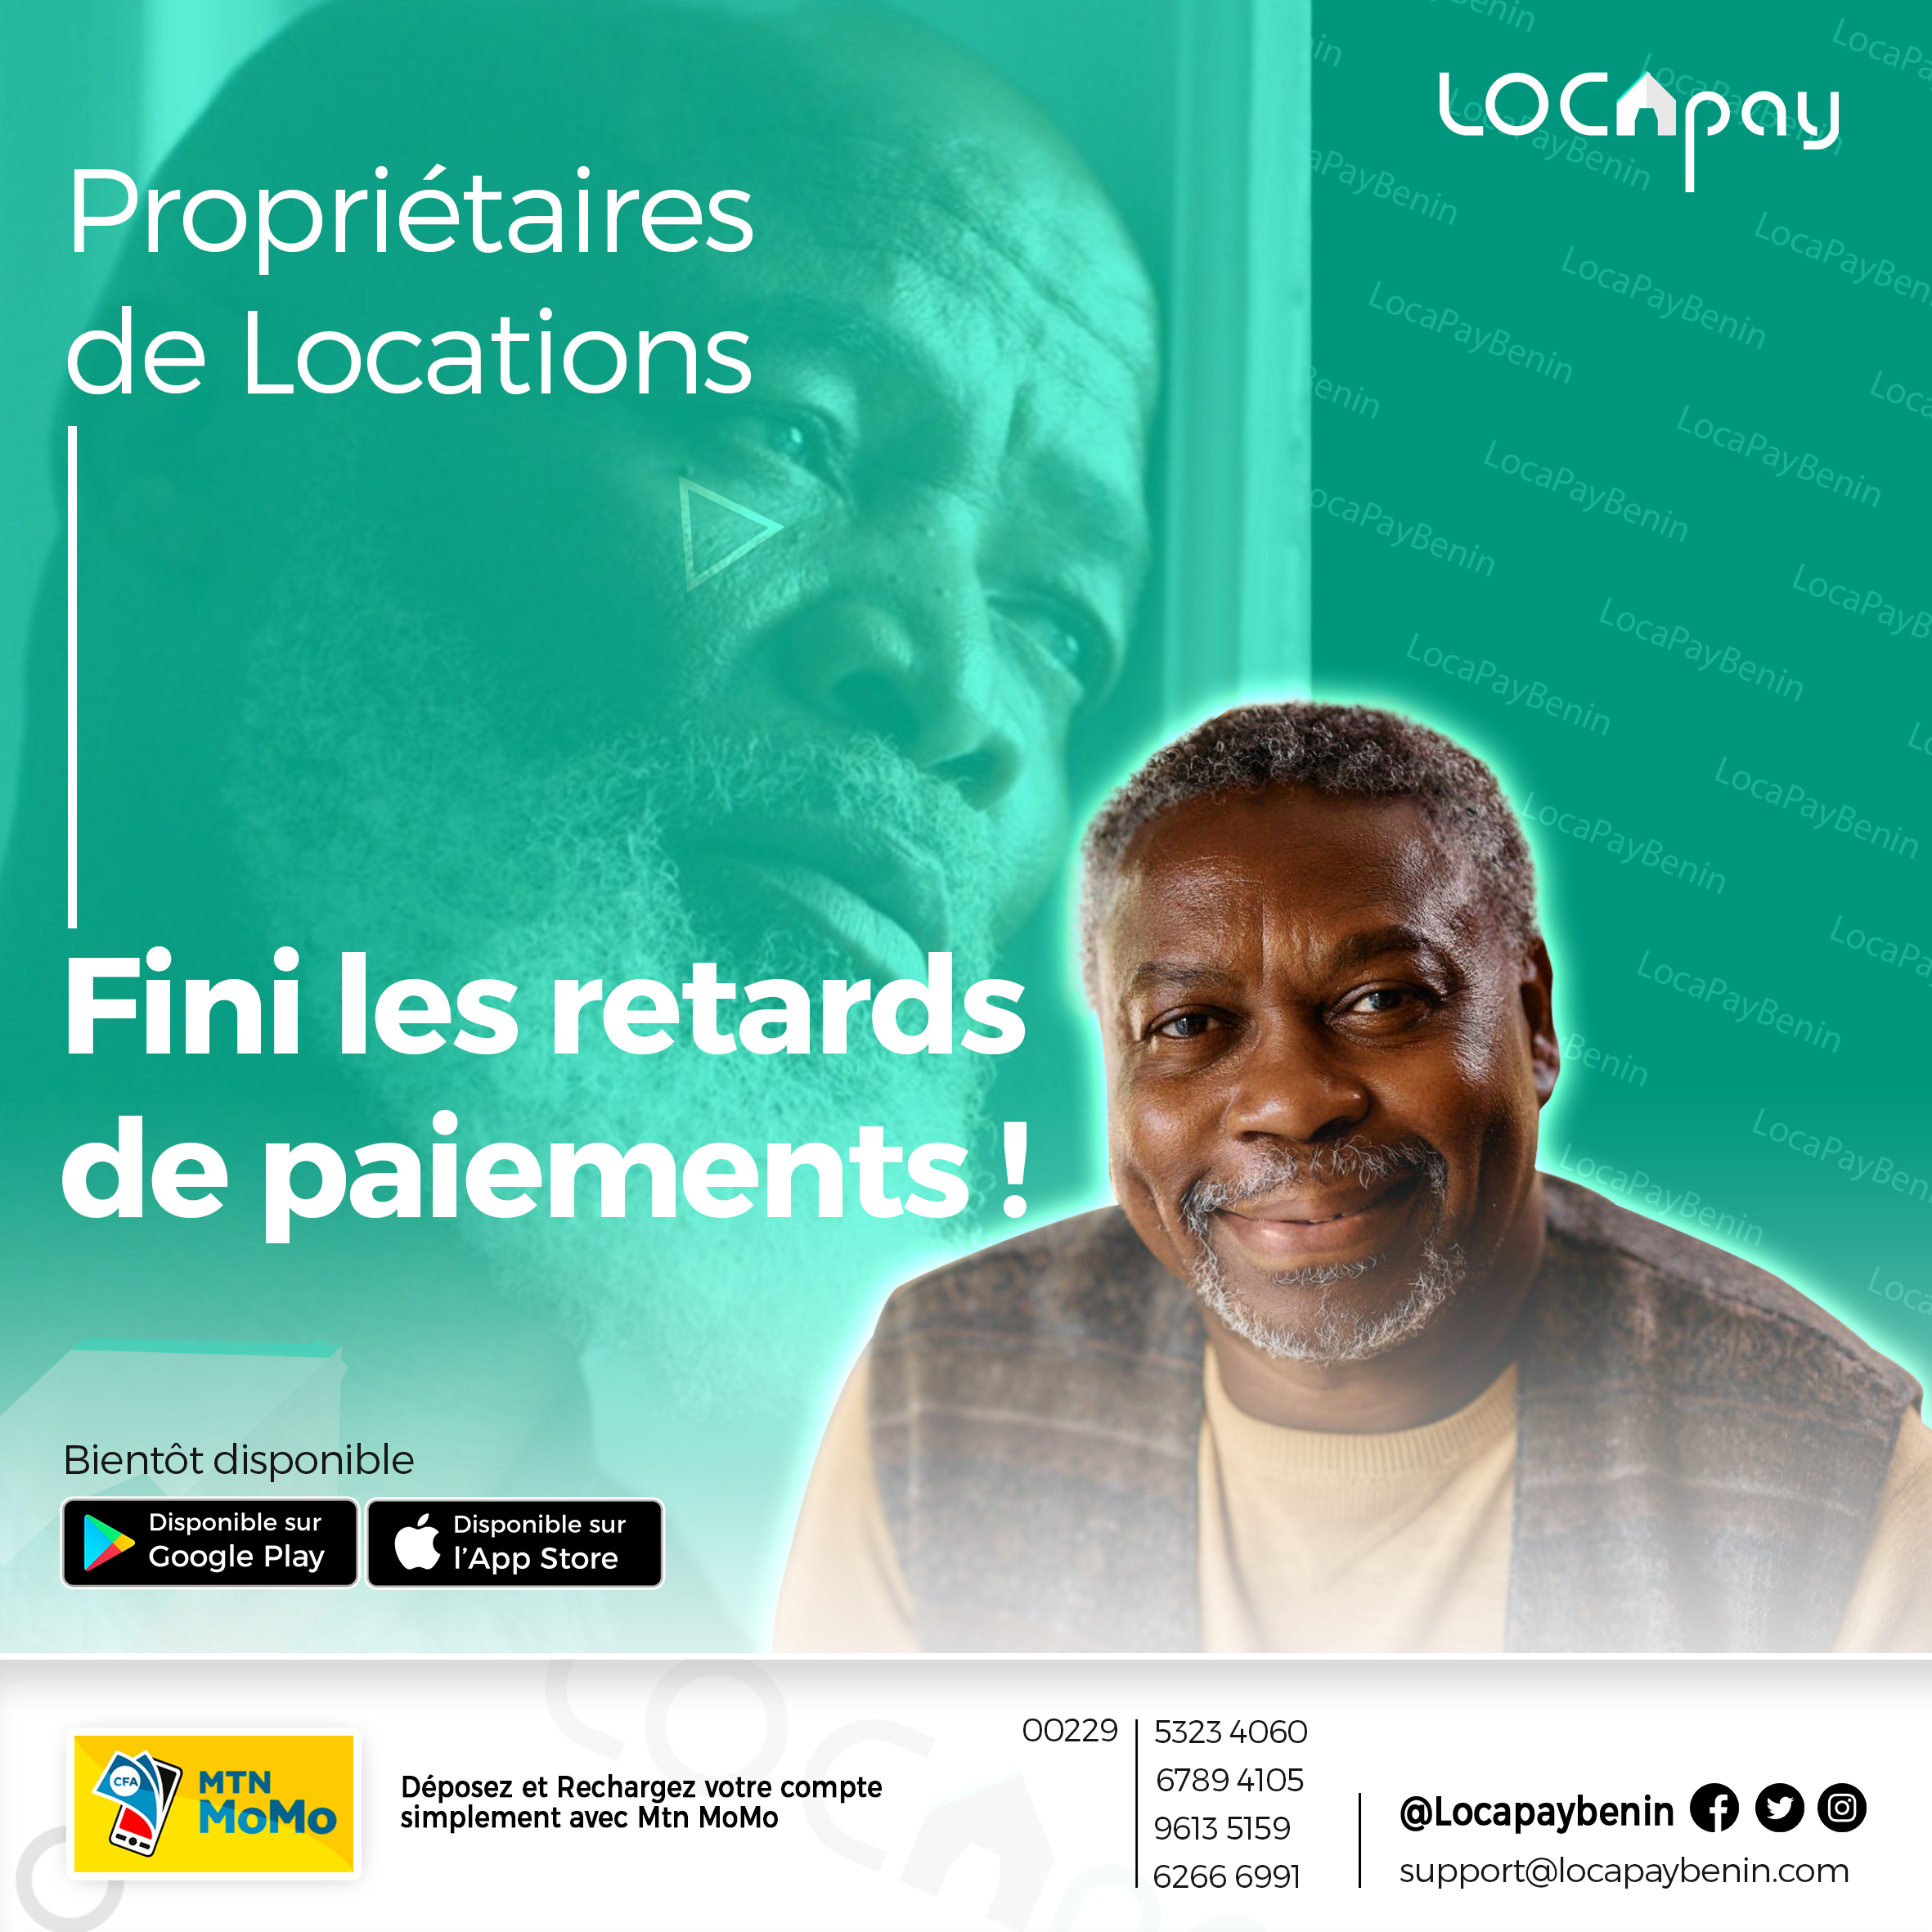 LOCApay
Propriétaires
de Locations
Fini les retards
de paiements !
Bientôt disponible
Disponible sur
Google Play
Disponible sur
l'App Store
CFA
MTN
MoMo
Déposez et Rechargez votre compte
simplement avec Mtn MoMo
00229
5323 4060
6789 4105
9613 5159
6266 6991
@Locapaybenin
support@locapaybenin.com
LocaPayBenin